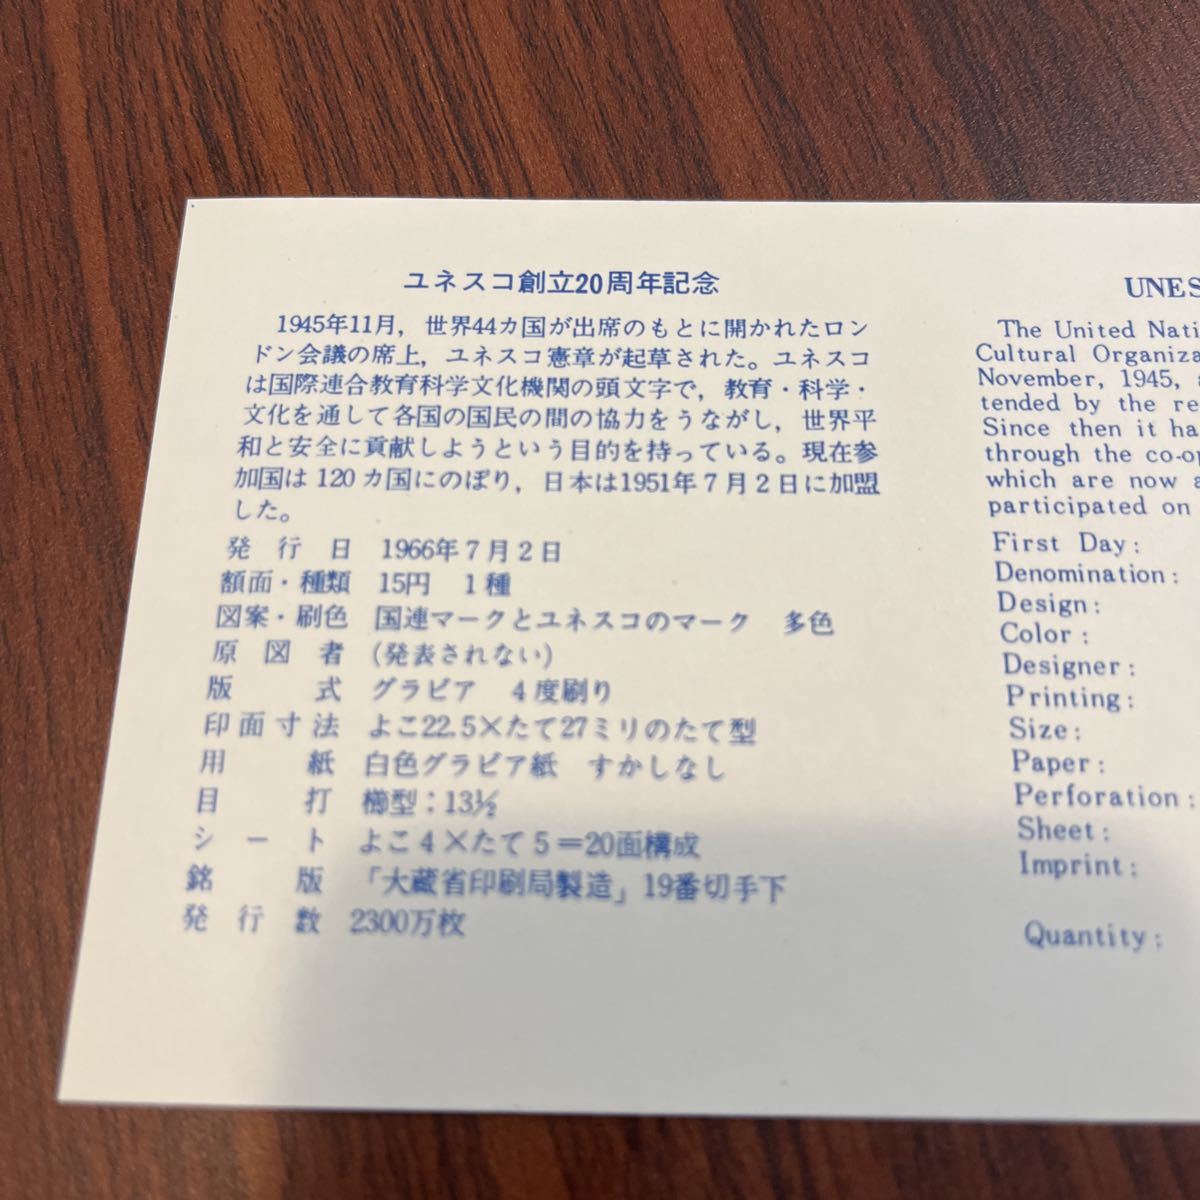 ユネスコ創立20周年記念
1945年11月，世界44カ国が出席のもとに開かれたロン
ドン会議の席上，ユネスコ憲章が起草された。ユネスコ
は国際連合教育科学文化機関の頭文字で，教育・科学・
文化を通して各国の国民の間の協力をうながし，世界平
和と安全に貢献しようという目的を持っている。現在参
加国は120カ国にのぼり，日本は1951年7月2日に加盟
した。
発行日 1966年7月2日
額面・種類 15円 1種
図案・刷色 国連マークとユネスコのマーク 多色
原図者 (発表されない)
版式 グラビア 4度刷り
印面寸法 よこ22.5×たて27ミリのたて型
用紙 白色グラビア紙 すかしなし
目打 櫛型：13½
シート よこ4×たて5＝20面構成
銘版 「大蔵省印刷局製造」19番切手下
発行数 2300万枚
UNES
The United Nati
Cultural Organiza
November, 1945, a
tended by the re
Since then it ha
through the co-op
which are now a
participated on
First Day:
Denomination:
Design:
Color:
Designer:
Printing:
Size:
Paper:
Perforation:
Sheet:
Imprint:
Quantity: